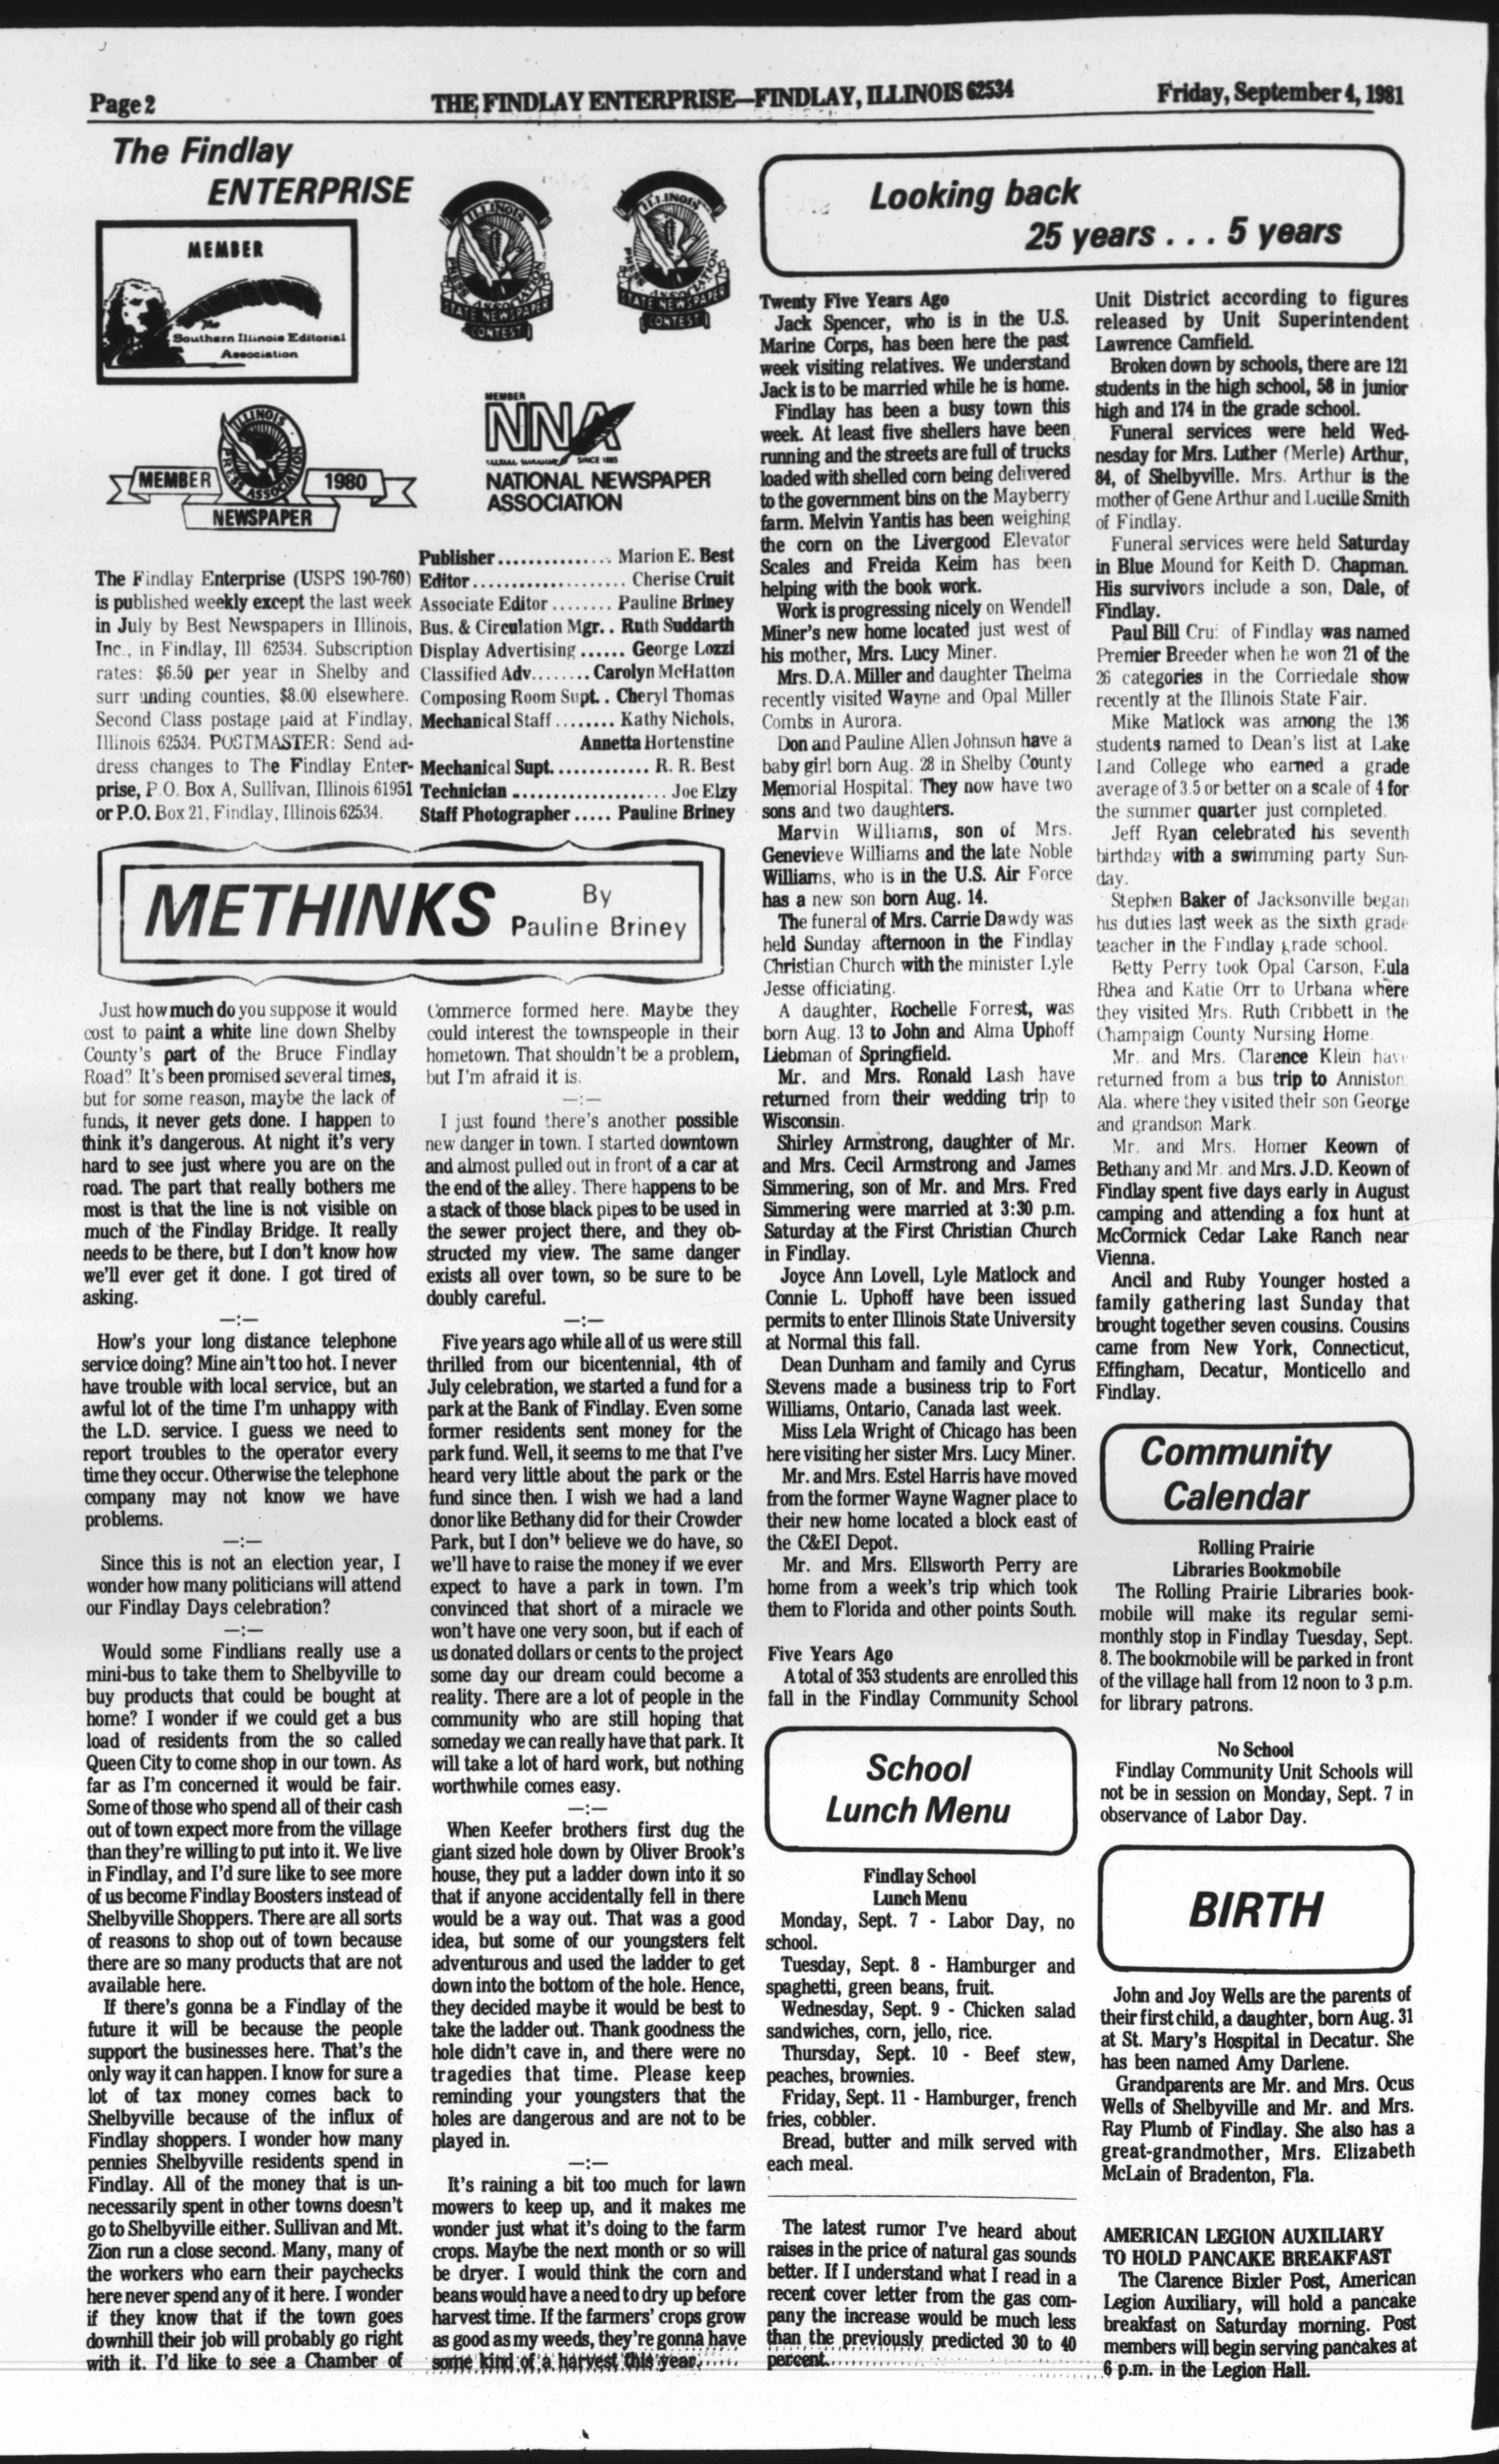 Page 2
THE FINDLAY ENTERPRISE—FINDLAY, ILLINOIS 62534
Friday, September 4, 1981
The Findlay
ENTERPRISE
MEMBER
The
Southern Illinois Editorial
Association
ILLINOIS
PRESS ASSOCIATION
STATE NEWSPAPER
CONTEST
ILLINOIS
PRESS ASSOCIATION
STATE NEWSPAPER
CONTEST
ILLINOIS
PRESS ASSOC
MEMBER
1980
NEWSPAPER
MEMBER
NNA
SINCE 1885
NATIONAL NEWSPAPER
ASSOCIATION
The Findlay Enterprise (USPS 190-760)
is published weekly except the last week
in July by Best Newspapers in Illinois,
Inc., in Findlay, Ill 62534. Subscription
rates: $6.50 per year in Shelby and
surr unding counties, $8.00 elsewhere.
Second Class postage paid at Findlay,
Illinois 62534. POSTMASTER: Send ad-
dress changes to The Findlay Enter-
prise, P.O. Box A, Sullivan, Illinois 61951
or P.O. Box 21, Findlay, Illinois 62534.
Publisher............... Marion E. Best
Editor.................... Cherise Cruit
Associate Editor ........ Pauline Briney
Bus. & Circulation Mgr. . Ruth Suddarth
Display Advertising ...... George Lozzi
Classified Adv........ Carolyn McHatton
Composing Room Supt. . Cheryl Thomas
Mechanical Staff ........ Kathy Nichols,
Annetta Hortenstine
Mechanical Supt............. R. R. Best
Technician .................... Joe Elzy
Staff Photographer ..... Pauline Briney
METHINKS
By
Pauline Briney
Just how much do you suppose it would
cost to paint a white line down Shelby
County's part of the Bruce Findlay
Road? It's been promised several times,
but for some reason, maybe the lack of
funds, it never gets done. I happen to
think it's dangerous. At night it's very
hard to see just where you are on the
road. The part that really bothers me
most is that the line is not visible on
much of the Findlay Bridge. It really
needs to be there, but I don't know how
we'll ever get it done. I got tired of
asking.
—:—
How's your long distance telephone
service doing? Mine ain't too hot. I never
have trouble with local service, but an
awful lot of the time I'm unhappy with
the L.D. service. I guess we need to
report troubles to the operator every
time they occur. Otherwise the telephone
company may not know we have
problems.
—:—
Since this is not an election year, I
wonder how many politicians will attend
our Findlay Days celebration?
—:—
Would some Findlians really use a
mini-bus to take them to Shelbyville to
buy products that could be bought at
home? I wonder if we could get a bus
load of residents from the so called
Queen City to come shop in our town. As
far as I'm concerned it would be fair.
Some of those who spend all of their cash
out of town expect more from the village
than they're willing to put into it. We live
in Findlay, and I'd sure like to see more
of us become Findlay Boosters instead of
Shelbyville Shoppers. There are all sorts
of reasons to shop out of town because
there are so many products that are not
available here.
If there's gonna be a Findlay of the
future it will be because the people
support the businesses here. That's the
only way it can happen. I know for sure a
lot of tax money comes back to
Shelbyville because of the influx of
Findlay shoppers. I wonder how many
pennies Shelbyville residents spend in
Findlay. All of the money that is un-
necessarily spent in other towns doesn't
go to Shelbyville either. Sullivan and Mt.
Zion run a close second. Many, many of
the workers who earn their paychecks
here never spend any of it here. I wonder
if they know that if the town goes
downhill their job will probably go right
with it. I'd like to see a Chamber of
Commerce formed here. Maybe they
could interest the townspeople in their
hometown. That shouldn't be a problem,
but I'm afraid it is.
—:—
I just found there's another possible
new danger in town. I started downtown
and almost pulled out in front of a car at
the end of the alley. There happens to be
a stack of those black pipes to be used in
the sewer project there, and they ob-
structed my view. The same danger
exists all over town, so be sure to be
doubly careful.
—:—
Five years ago while all of us were still
thrilled from our bicentennial, 4th of
July celebration, we started a fund for a
park at the Bank of Findlay. Even some
former residents sent money for the
park fund. Well, it seems to me that I've
heard very little about the park or the
fund since then. I wish we had a land
donor like Bethany did for their Crowder
Park, but I don't believe we do have, so
we'll have to raise the money if we ever
expect to have a park in town. I'm
convinced that short of a miracle we
won't have one very soon, but if each of
us donated dollars or cents to the project
some day our dream could become a
reality. There are a lot of people in the
community who are still hoping that
someday we can really have that park. It
will take a lot of hard work, but nothing
worthwhile comes easy.
—:—
When Keefer brothers first dug the
giant sized hole down by Oliver Brook's
house, they put a ladder down into it so
that if anyone accidentally fell in there
would be a way out. That was a good
idea, but some of our youngsters felt
adventurous and used the ladder to get
down into the bottom of the hole. Hence,
they decided maybe it would be best to
take the ladder out. Thank goodness the
hole didn't cave in, and there were no
tragedies that time. Please keep
reminding your youngsters that the
holes are dangerous and are not to be
played in.
—:—
It's raining a bit too much for lawn
mowers to keep up, and it makes me
wonder just what it's doing to the farm
crops. Maybe the next month or so will
be dryer. I would think the corn and
beans would have a need to dry up before
harvest time. If the farmers' crops grow
as good as my weeds, they're gonna have
some kind of a harvest this year.
Looking back
25 years . . . 5 years
Twenty Five Years Ago
Jack Spencer, who is in the U.S.
Marine Corps, has been here the past
week visiting relatives. We understand
Jack is to be married while he is home.
Findlay has been a busy town this
week. At least five shellers have been
running and the streets are full of trucks
loaded with shelled corn being delivered
to the government bins on the Mayberry
farm. Melvin Yantis has been weighing
the corn on the Livergood Elevator
Scales and Freida Keim has been
helping with the book work.
Work is progressing nicely on Wendell
Miner's new home located just west of
his mother, Mrs. Lucy Miner.
Mrs. D.A. Miller and daughter Thelma
recently visited Wayne and Opal Miller
Combs in Aurora.
Don and Pauline Allen Johnson have a
baby girl born Aug. 28 in Shelby County
Memorial Hospital. They now have two
sons and two daughters.
Marvin Williams, son of Mrs.
Genevieve Williams and the late Noble
Williams, who is in the U.S. Air Force
has a new son born Aug. 14.
The funeral of Mrs. Carrie Dawdy was
held Sunday afternoon in the Findlay
Christian Church with the minister Lyle
Jesse officiating.
A daughter, Rochelle Forrest, was
born Aug. 13 to John and Alma Uphoff
Liebman of Springfield.
Mr. and Mrs. Ronald Lash have
returned from their wedding trip to
Wisconsin.
Shirley Armstrong, daughter of Mr.
and Mrs. Cecil Armstrong and James
Simmering, son of Mr. and Mrs. Fred
Simmering were married at 3:30 p.m.
Saturday at the First Christian Church
in Findlay.
Joyce Ann Lovell, Lyle Matlock and
Connie L. Uphoff have been issued
permits to enter Illinois State University
at Normal this fall.
Dean Dunham and family and Cyrus
Stevens made a business trip to Fort
Williams, Ontario, Canada last week.
Miss Lela Wright of Chicago has been
here visiting her sister Mrs. Lucy Miner.
Mr. and Mrs. Estel Harris have moved
from the former Wayne Wagner place to
their new home located a block east of
the C&EI Depot.
Mr. and Mrs. Ellsworth Perry are
home from a week's trip which took
them to Florida and other points South.
Five Years Ago
A total of 353 students are enrolled this
fall in the Findlay Community School
Unit District according to figures
released by Unit Superintendent
Lawrence Camfield.
Broken down by schools, there are 121
students in the high school, 58 in junior
high and 174 in the grade school.
Funeral services were held Wed-
nesday for Mrs. Luther (Merle) Arthur,
84, of Shelbyville. Mrs. Arthur is the
mother of Gene Arthur and Lucille Smith
of Findlay.
Funeral services were held Saturday
in Blue Mound for Keith D. Chapman.
His survivors include a son, Dale, of
Findlay.
Paul Bill Cru: of Findlay was named
Premier Breeder when he won 21 of the
26 categories in the Corriedale show
recently at the Illinois State Fair.
Mike Matlock was among the 136
students named to Dean's list at Lake
Land College who earned a grade
average of 3.5 or better on a scale of 4 for
the summer quarter just completed.
Jeff Ryan celebrated his seventh
birthday with a swimming party Sun-
day.
Stephen Baker of Jacksonville began
his duties last week as the sixth grade
teacher in the Findlay grade school.
Betty Perry took Opal Carson, Eula
Rhea and Katie Orr to Urbana where
they visited Mrs. Ruth Cribbett in the
Champaign County Nursing Home.
Mr. and Mrs. Clarence Klein have
returned from a bus trip to Anniston
Ala. where they visited their son George
and grandson Mark.
Mr. and Mrs. Homer Keown of
Bethany and Mr. and Mrs. J.D. Keown of
Findlay spent five days early in August
camping and attending a fox hunt at
McCormick Cedar Lake Ranch near
Vienna.
Ancil and Ruby Younger hosted a
family gathering last Sunday that
brought together seven cousins. Cousins
came from New York, Connecticut,
Effingham, Decatur, Monticello and
Findlay.
School
Lunch Menu
Findlay School
Lunch Menu
Monday, Sept. 7 - Labor Day, no
school.
Tuesday, Sept. 8 - Hamburger and
spaghetti, green beans, fruit.
Wednesday, Sept. 9 - Chicken salad
sandwiches, corn, jello, rice.
Thursday, Sept. 10 - Beef stew,
peaches, brownies.
Friday, Sept. 11 - Hamburger, french
fries, cobbler.
Bread, butter and milk served with
each meal.
The latest rumor I've heard about
raises in the price of natural gas sounds
better. If I understand what I read in a
recent cover letter from the gas com-
pany the increase would be much less
than the previously predicted 30 to 40
percent.
Community
Calendar
Rolling Prairie
Libraries Bookmobile
The Rolling Prairie Libraries book-
mobile will make its regular semi-
monthly stop in Findlay Tuesday, Sept.
8. The bookmobile will be parked in front
of the village hall from 12 noon to 3 p.m.
for library patrons.
No School
Findlay Community Unit Schools will
not be in session on Monday, Sept. 7 in
observance of Labor Day.
BIRTH
John and Joy Wells are the parents of
their first child, a daughter, born Aug. 31
at St. Mary's Hospital in Decatur. She
has been named Amy Darlene.
Grandparents are Mr. and Mrs. Ocus
Wells of Shelbyville and Mr. and Mrs.
Ray Plumb of Findlay. She also has a
great-grandmother, Mrs. Elizabeth
McLain of Bradenton, Fla.
AMERICAN LEGION AUXILIARY
TO HOLD PANCAKE BREAKFAST
The Clarence Bixler Post, American
Legion Auxiliary, will hold a pancake
breakfast on Saturday morning. Post
members will begin serving pancakes at
6 p.m. in the Legion Hall.